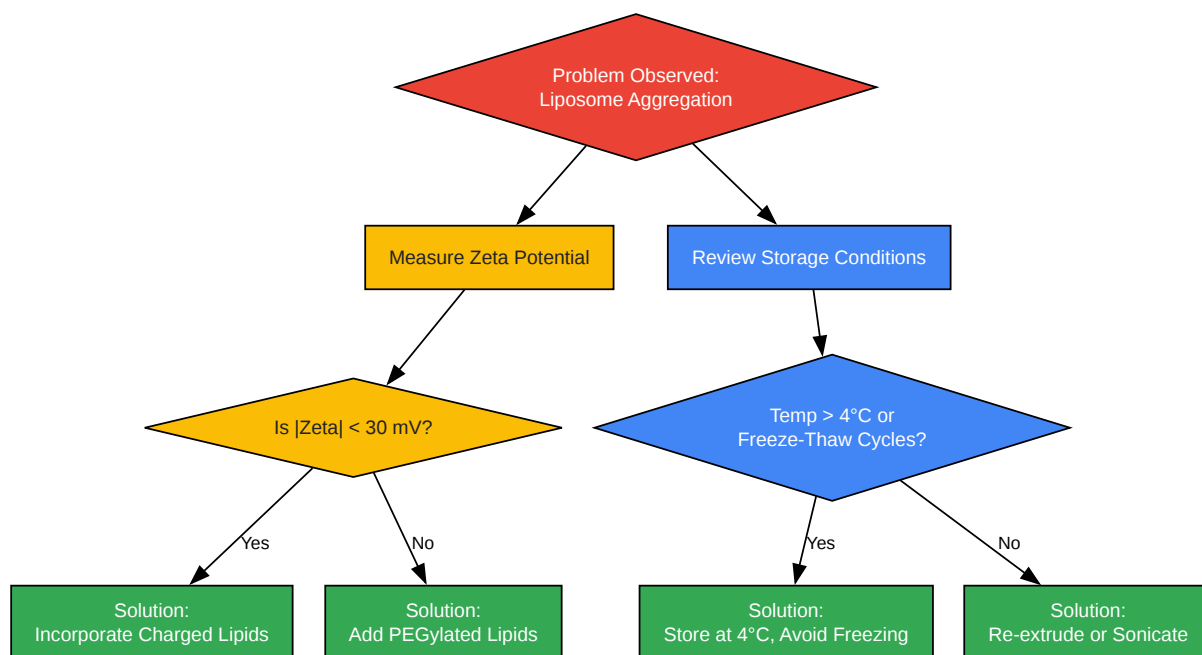 Problem Observed:
Liposome Aggregation
Measure Zeta Potential
Review Storage Conditions
Is |Zeta| < 30 mV?
Temp > 4°C or
Freeze-Thaw Cycles?
Yes
No
Yes
No
Solution:
Incorporate Charged Lipids
Solution:
Add PEGylated Lipids
Solution:
Store at 4°C, Avoid Freezing
Solution:
Re-extrude or Sonicate